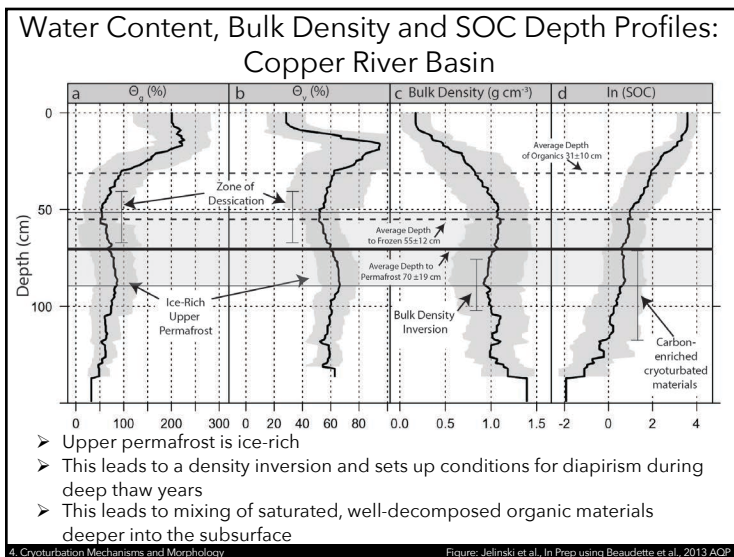 Water Content, Bulk Density and SOC Depth Profiles:
Copper River Basin
a Θg (%) b Θv (%) c Bulk Density (g cm-3) d ln (SOC)
0
50
100
Depth (cm)
Average Depth
of Organics 31±10 cm
Zone of
Dessication
Average Depth
to Frozen 55±12 cm
Average Depth to
Permafrost 70 ±19 cm
Ice-Rich
Upper
Permafrost
Bulk Density
Inversion
Carbon-
enriched
cryoturbated
materials
0 100 200 300 0 20 40 60 80 0.0 0.5 1.0 1.5 -2 0 2 4
➢ Upper permafrost is ice-rich
➢ This leads to a density inversion and sets up conditions for diapirism during
deep thaw years
➢ This leads to mixing of saturated, well-decomposed organic materials
deeper into the subsurface
4. Cryoturbation Mechanisms and Morphology Figure: Jelinski et al., In Prep using Beaudette et al., 2013 AQP